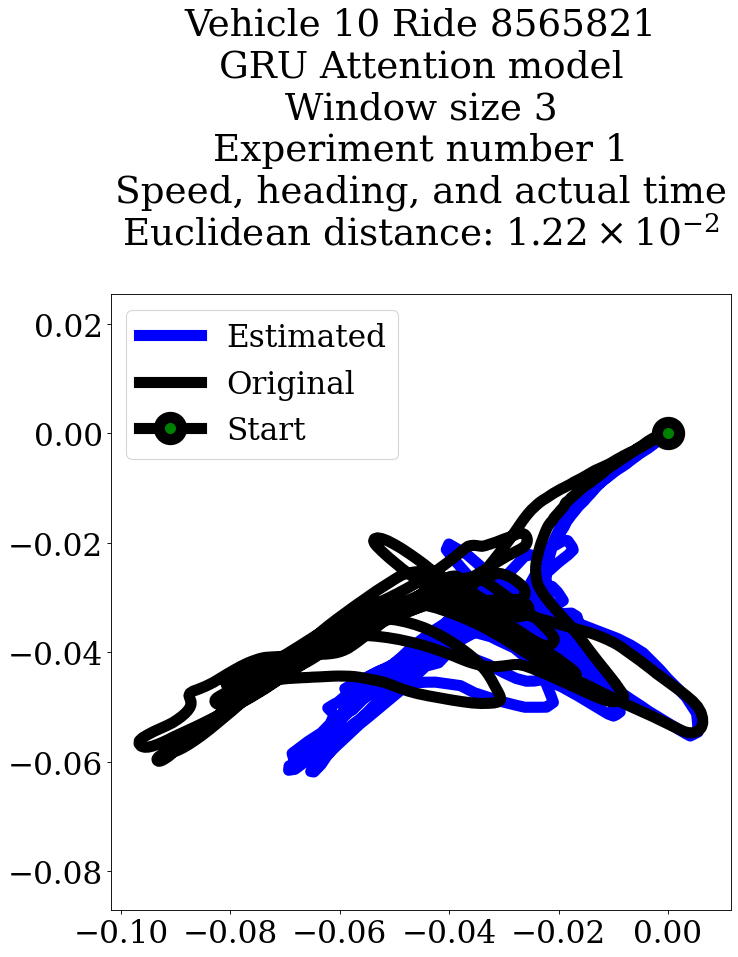 Vehicle 10 Ride 8565821
GRU Attention model
Window size 3
Experiment number 1
Speed, heading, and actual time
Euclidean distance: 1.22 × 10⁻²
Estimated
Original
Start
0.02
0.00
−0.02
−0.04
−0.06
−0.08
−0.10 −0.08 −0.06 −0.04 −0.02 0.00